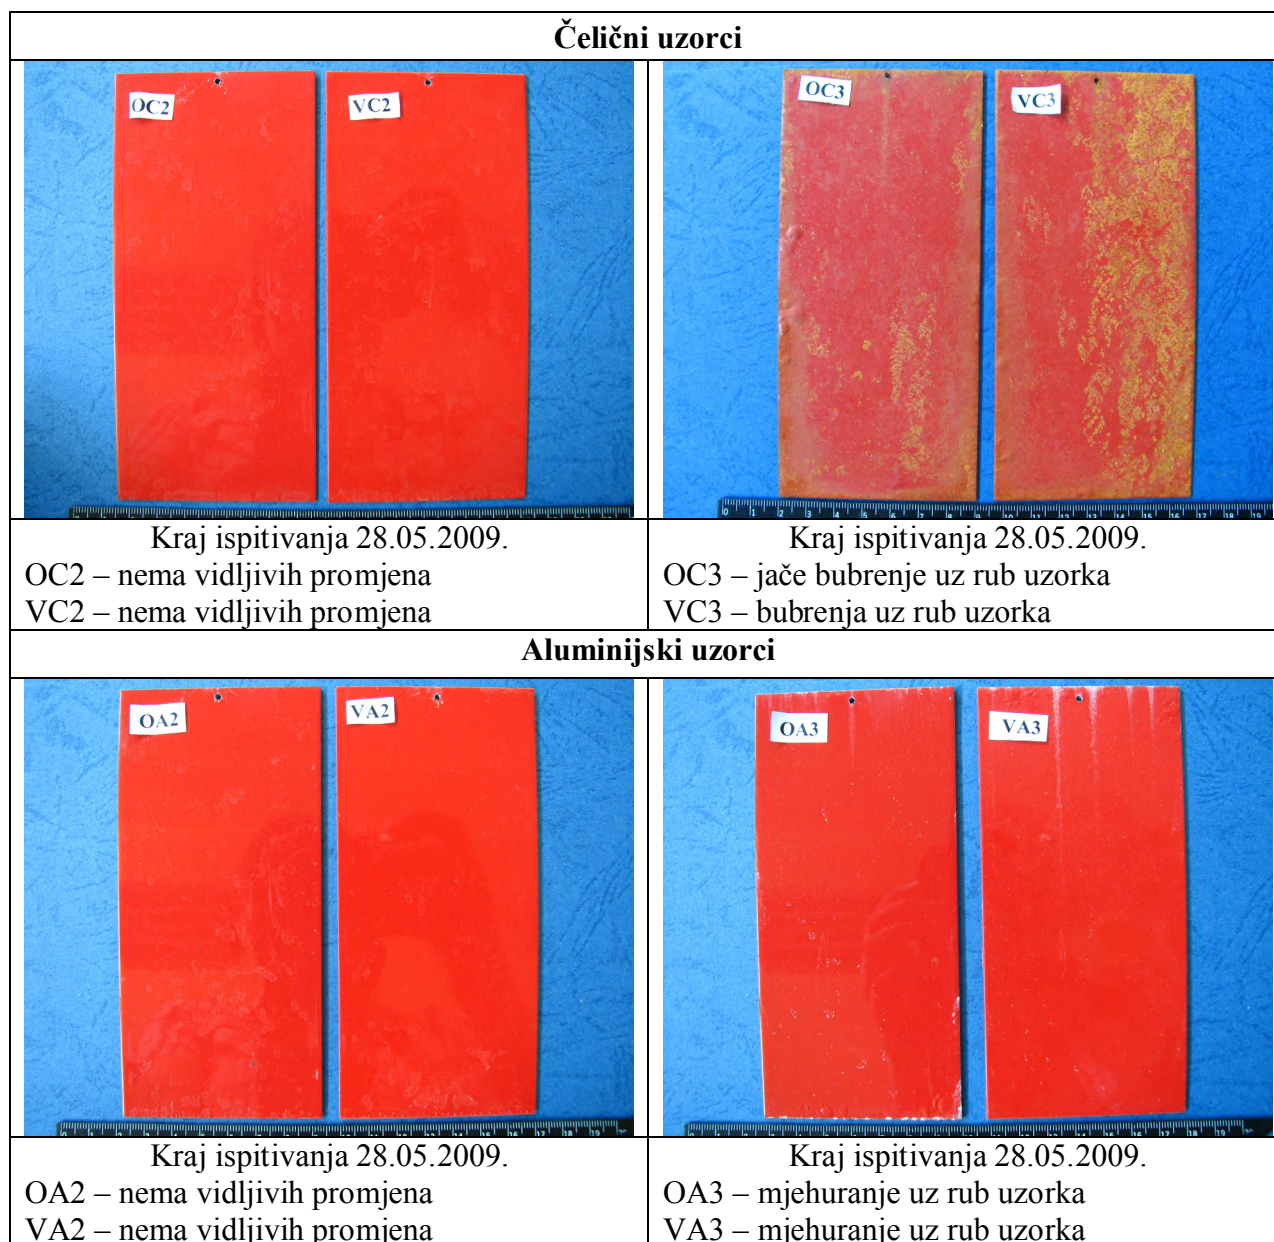 Čelični uzorci
OC2
VC2
OC3
VC3
Kraj ispitivanja 28.05.2009.
OC2 – nema vidljivih promjena
VC2 – nema vidljivih promjena
Kraj ispitivanja 28.05.2009.
OC3 – jače bubrenje uz rub uzorka
VC3 – bubrenja uz rub uzorka
Aluminijski uzorci
OA2
VA2
OA3
VA3
Kraj ispitivanja 28.05.2009.
OA2 – nema vidljivih promjena
VA2 – nema vidljivih promjena
Kraj ispitivanja 28.05.2009.
OA3 – mjehuranje uz rub uzorka
VA3 – mjehuranje uz rub uzorka